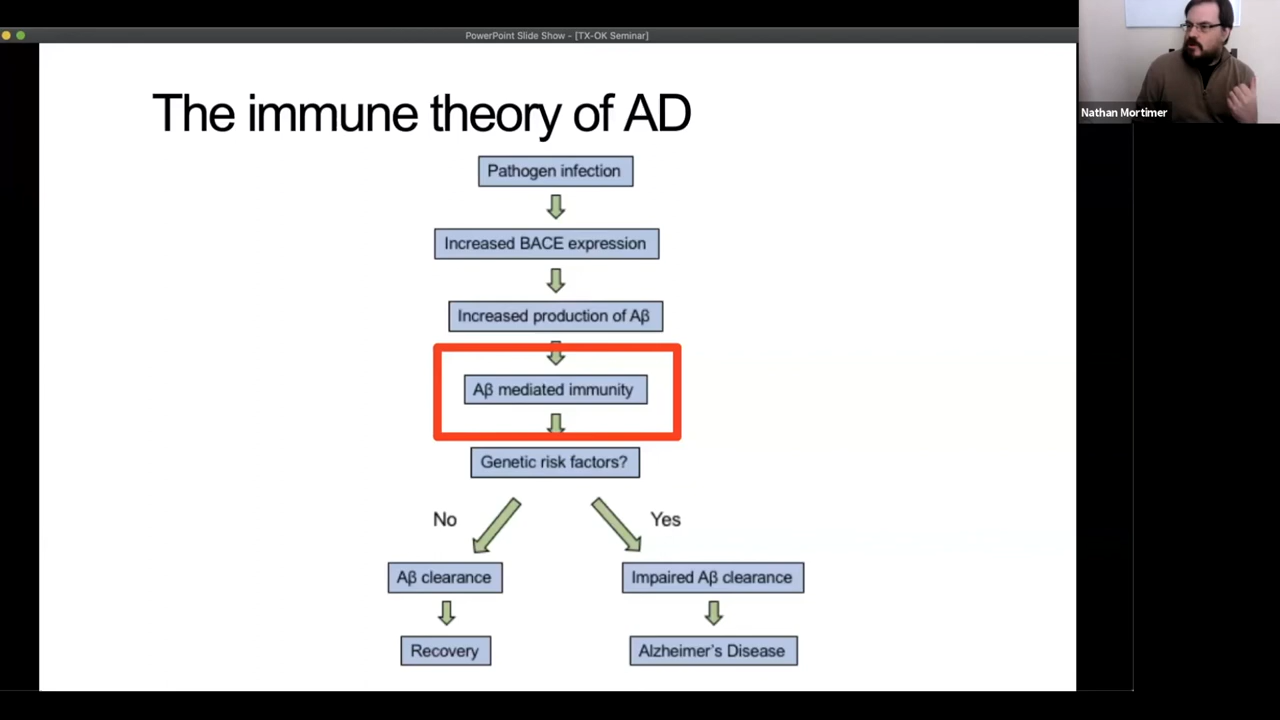 PowerPoint Slide Show - [TX-OK Seminar]
Nathan Mortimer
The immune theory of AD
Pathogen infection
Increased BACE expression
Increased production of Aβ
Aβ mediated immunity
Genetic risk factors?
No
Yes
Aβ clearance
Impaired Aβ clearance
Recovery
Alzheimer's Disease